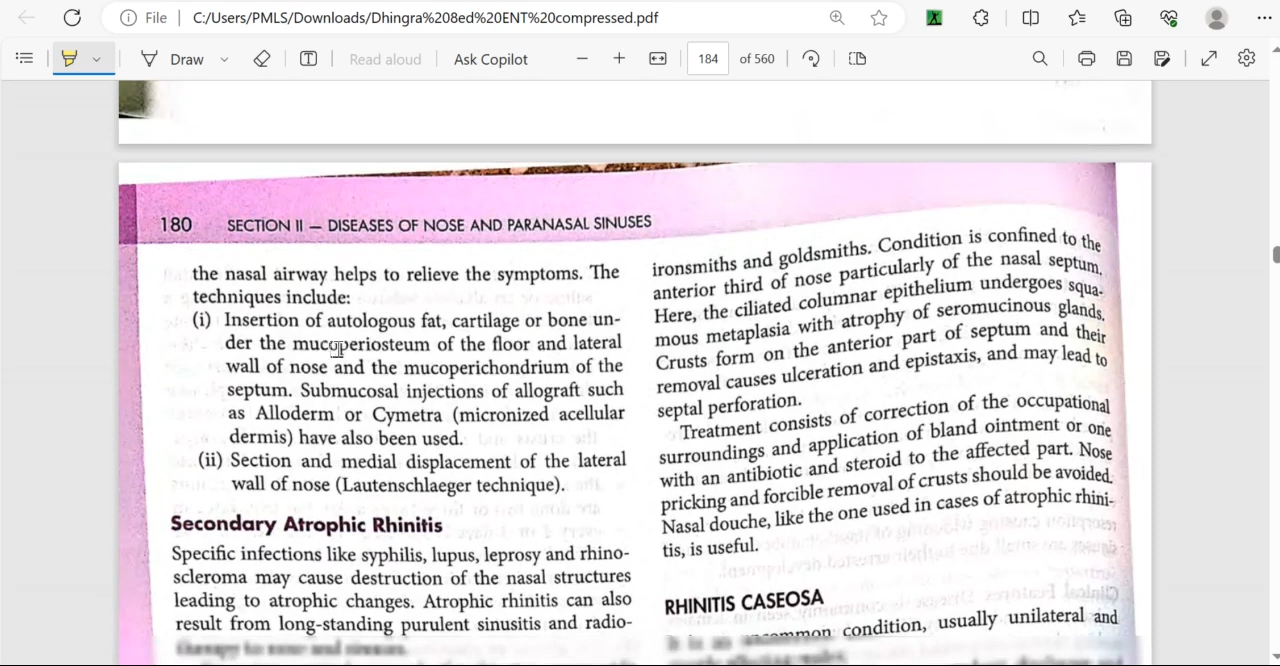 File
C:/Users/PMLS/Downloads/Dhingra%208ed%20ENT%20compressed.pdf
Draw
Read aloud
Ask Copilot
184
of 560
180
SECTION II — DISEASES OF NOSE AND PARANASAL SINUSES
the nasal airway helps to relieve the symptoms. The
techniques include:
(i) Insertion of autologous fat, cartilage or bone un-
der the mucoperiosteum of the floor and lateral
wall of nose and the mucoperichondrium of the
septum. Submucosal injections of allograft such
as Alloderm or Cymetra (micronized acellular
dermis) have also been used.
(ii) Section and medial displacement of the lateral
wall of nose (Lautenschlaeger technique).
Secondary Atrophic Rhinitis
Specific infections like syphilis, lupus, leprosy and rhino-
scleroma may cause destruction of the nasal structures
leading to atrophic changes. Atrophic rhinitis can also
result from long-standing purulent sinusitis and radio-
therapy to nose and sinuses.
ironsmiths and goldsmiths. Condition is confined to the
anterior third of nose particularly of the nasal septum.
Here, the ciliated columnar epithelium undergoes squa-
mous metaplasia with atrophy of seromucinous glands.
Crusts form on the anterior part of septum and their
removal causes ulceration and epistaxis, and may lead to
septal perforation.
Treatment consists of correction of the occupational
surroundings and application of bland ointment or one
with an antibiotic and steroid to the affected part. Nose
pricking and forcible removal of crusts should be avoided.
Nasal douche, like the one used in cases of atrophic rhini-
tis, is useful.
RHINITIS CASEOSA
condition, usually unilateral and